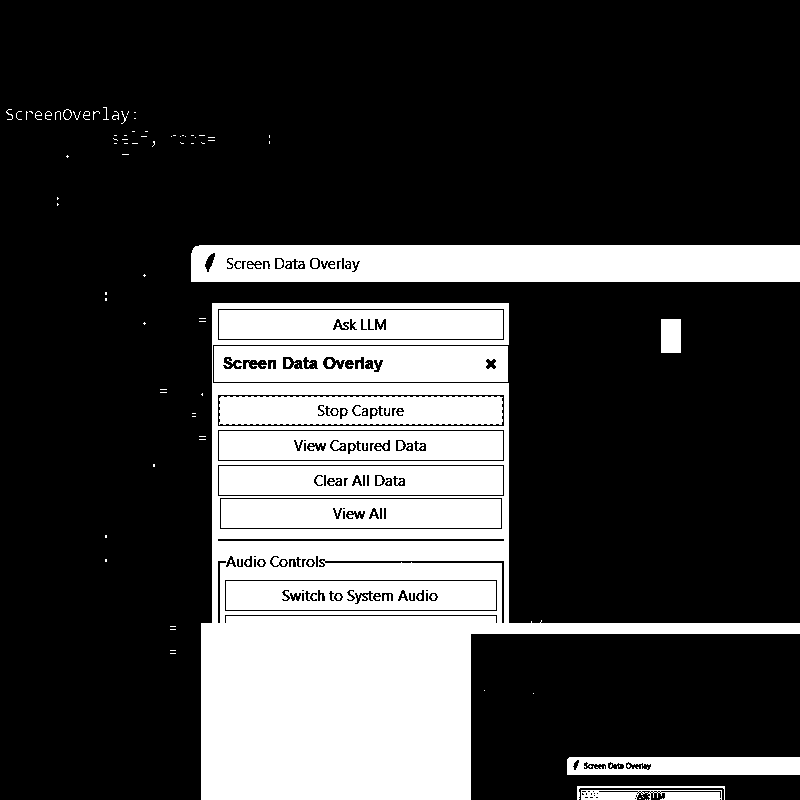 ScreenOverlay:
self, root= :
Screen Data Overlay
Ask LLM
Screen Data Overlay ✖
Stop Capture
View Captured Data
Clear All Data
View All
Audio Controls
Switch to System Audio
Screen Data Overlay
Ask LLM